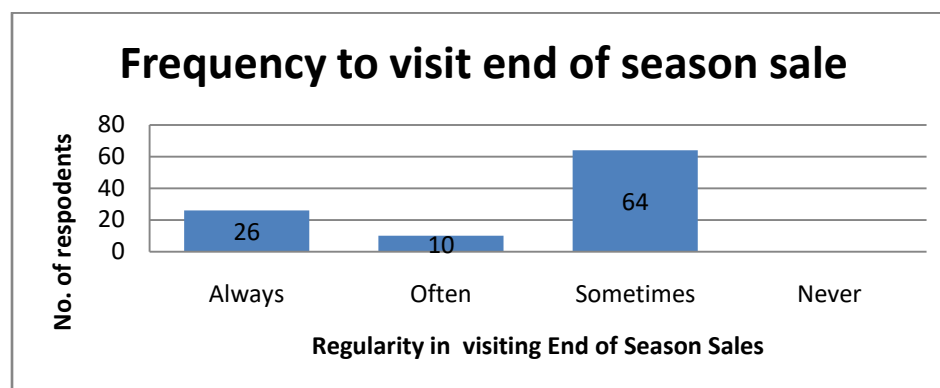 Frequency to visit end of season sale
No. of respodents
80
60
40
20
0
26
10
64
Always Often Sometimes Never
Regularity in  visiting End of Season Sales